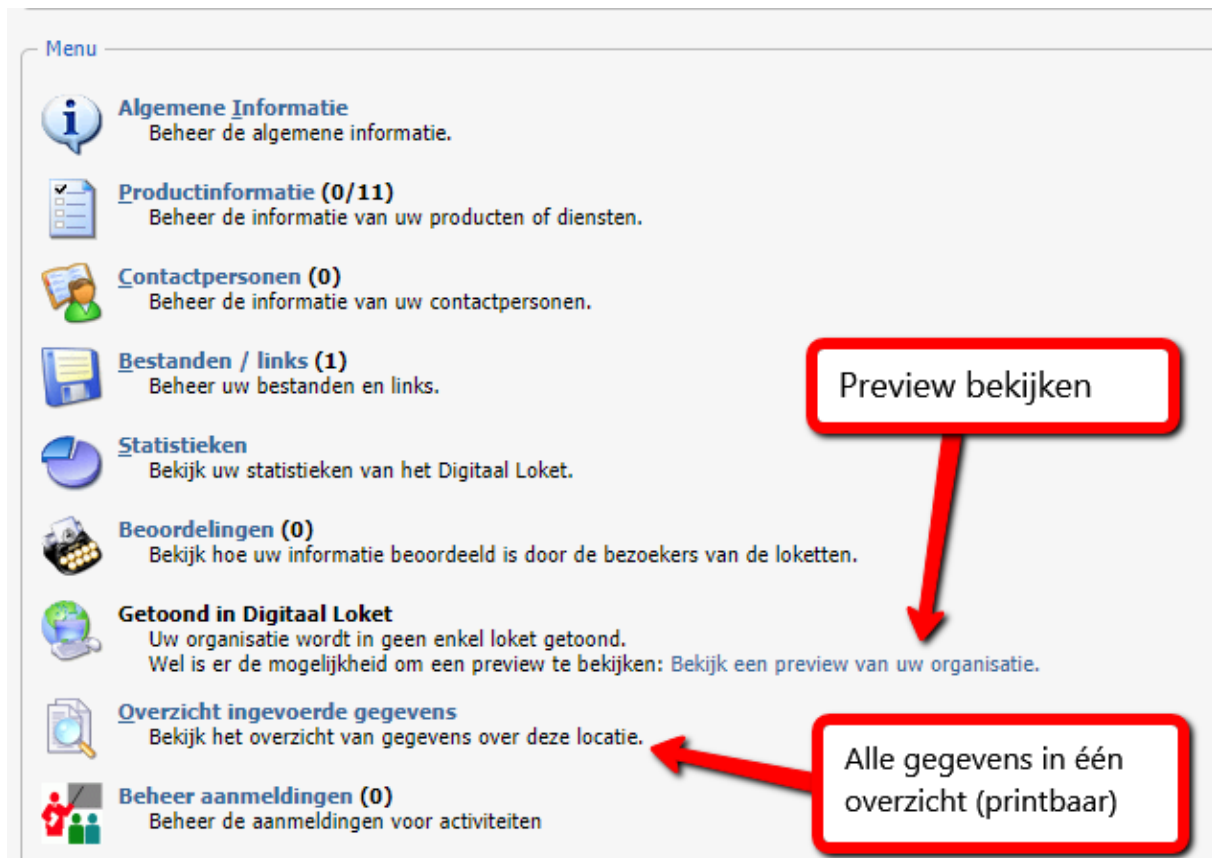 Menu
Algemene Informatie
Beheer de algemene informatie.
Productinformatie (0/11)
Beheer de informatie van uw producten of diensten.
Contactpersonen (0)
Beheer de informatie van uw contactpersonen.
Bestanden / links (1)
Beheer uw bestanden en links.
Preview bekijken
Statistieken
Bekijk uw statistieken van het Digitaal Loket.
Beoordelingen (0)
Bekijk hoe uw informatie beoordeeld is door de bezoekers van de loketten.
Getoond in Digitaal Loket
Uw organisatie wordt in geen enkel loket getoond.
Wel is er de mogelijkheid om een preview te bekijken: Bekijk een preview van uw organisatie.
Overzicht ingevoerde gegevens
Bekijk het overzicht van gegevens over deze locatie.
Alle gegevens in één
overzicht (printbaar)
Beheer aanmeldingen (0)
Beheer de aanmeldingen voor activiteiten